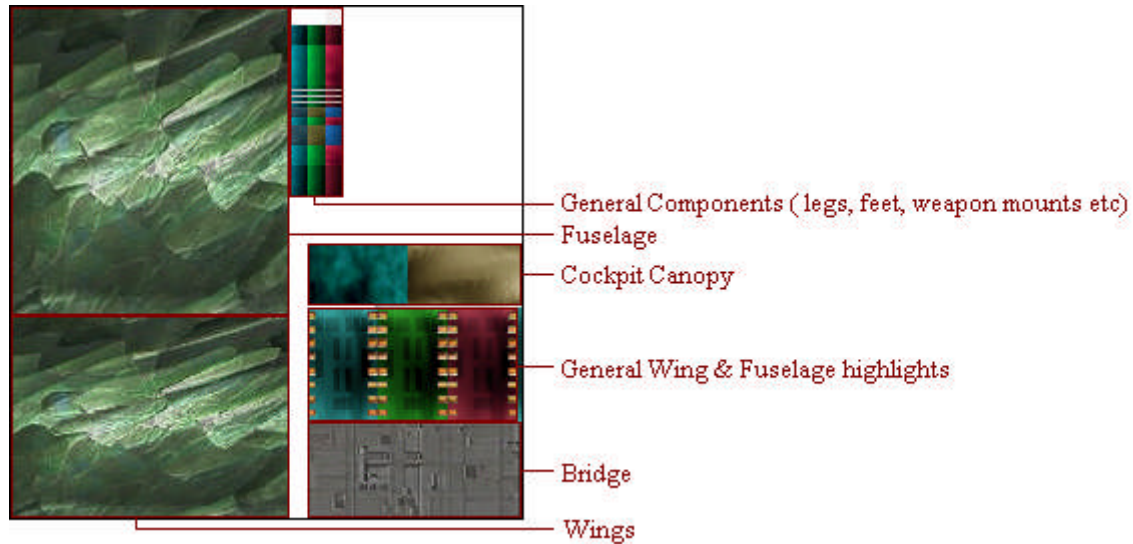 General Components ( legs, feet, weapon mounts etc)
Fuselage
Cockpit Canopy
General Wing & Fuselage highlights
Bridge
Wings